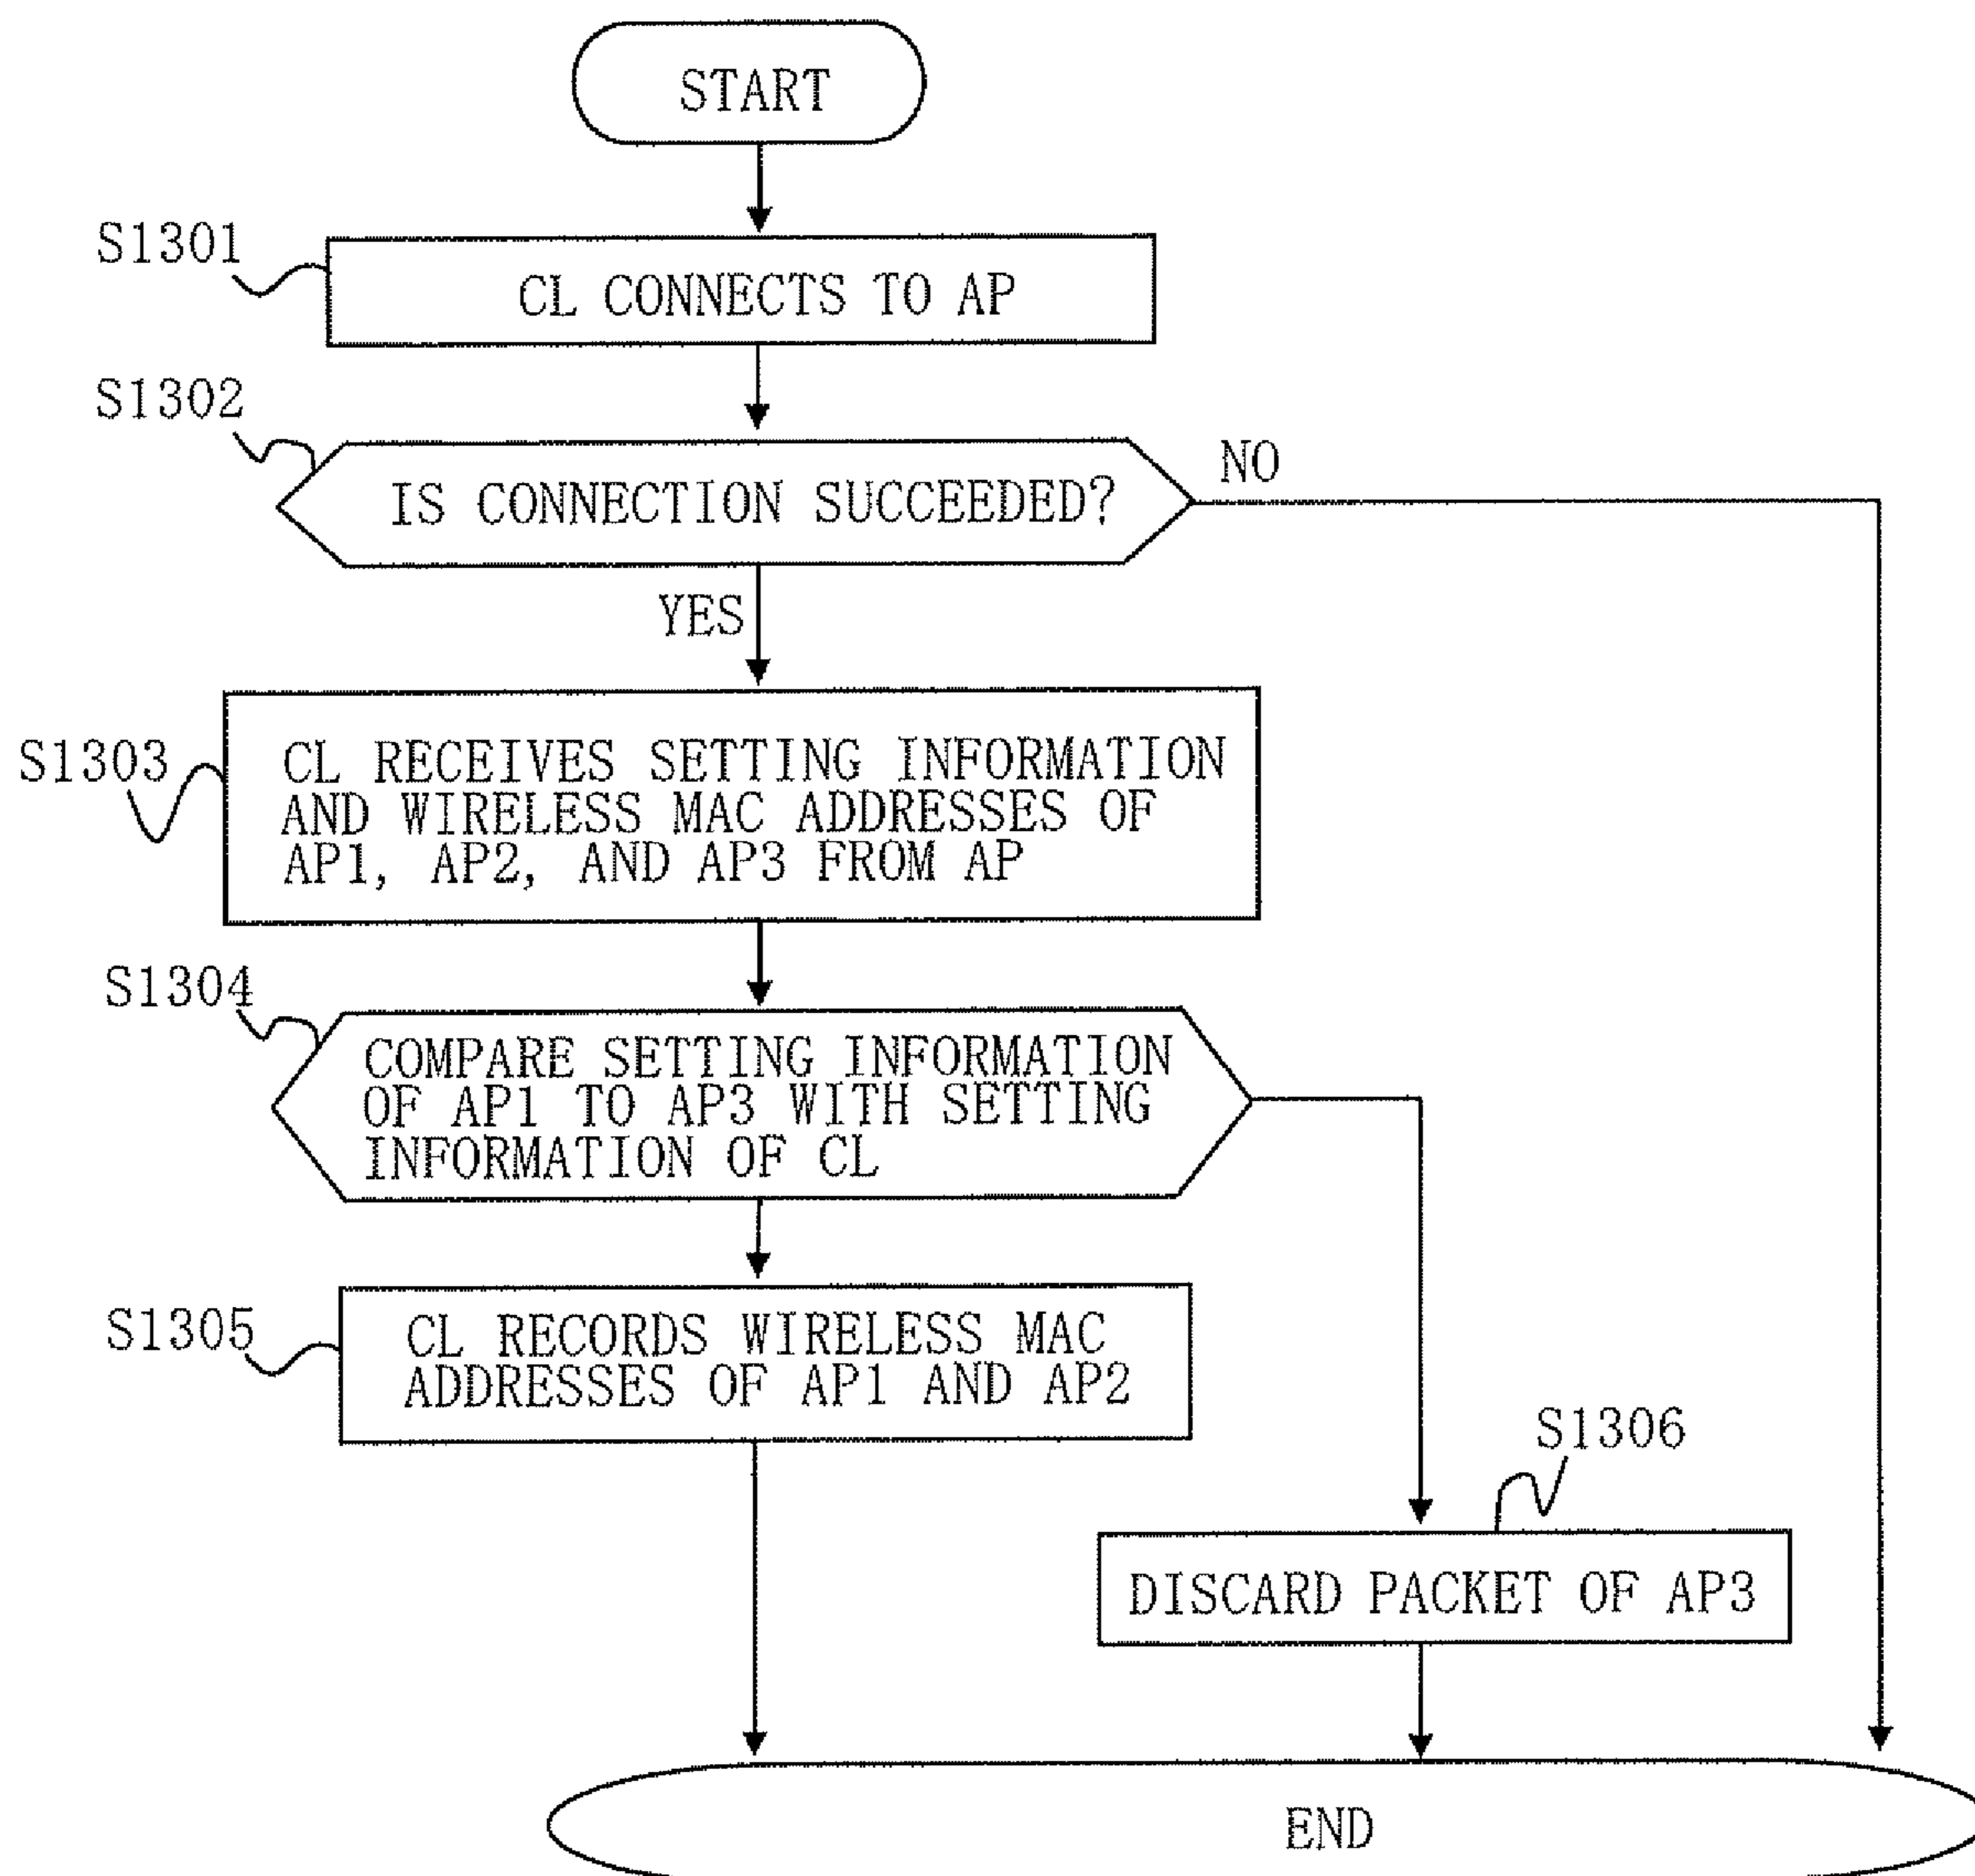 START
S1301
CL CONNECTS TO AP
S1302
IS CONNECTION SUCCEEDED?
NO
YES
S1303
CL RECEIVES SETTING INFORMATION
AND WIRELESS MAC ADDRESSES OF
AP1, AP2, AND AP3 FROM AP
S1304
COMPARE SETTING INFORMATION
OF AP1 TO AP3 WITH SETTING
INFORMATION OF CL
S1305
CL RECORDS WIRELESS MAC
ADDRESSES OF AP1 AND AP2
S1306
DISCARD PACKET OF AP3
END